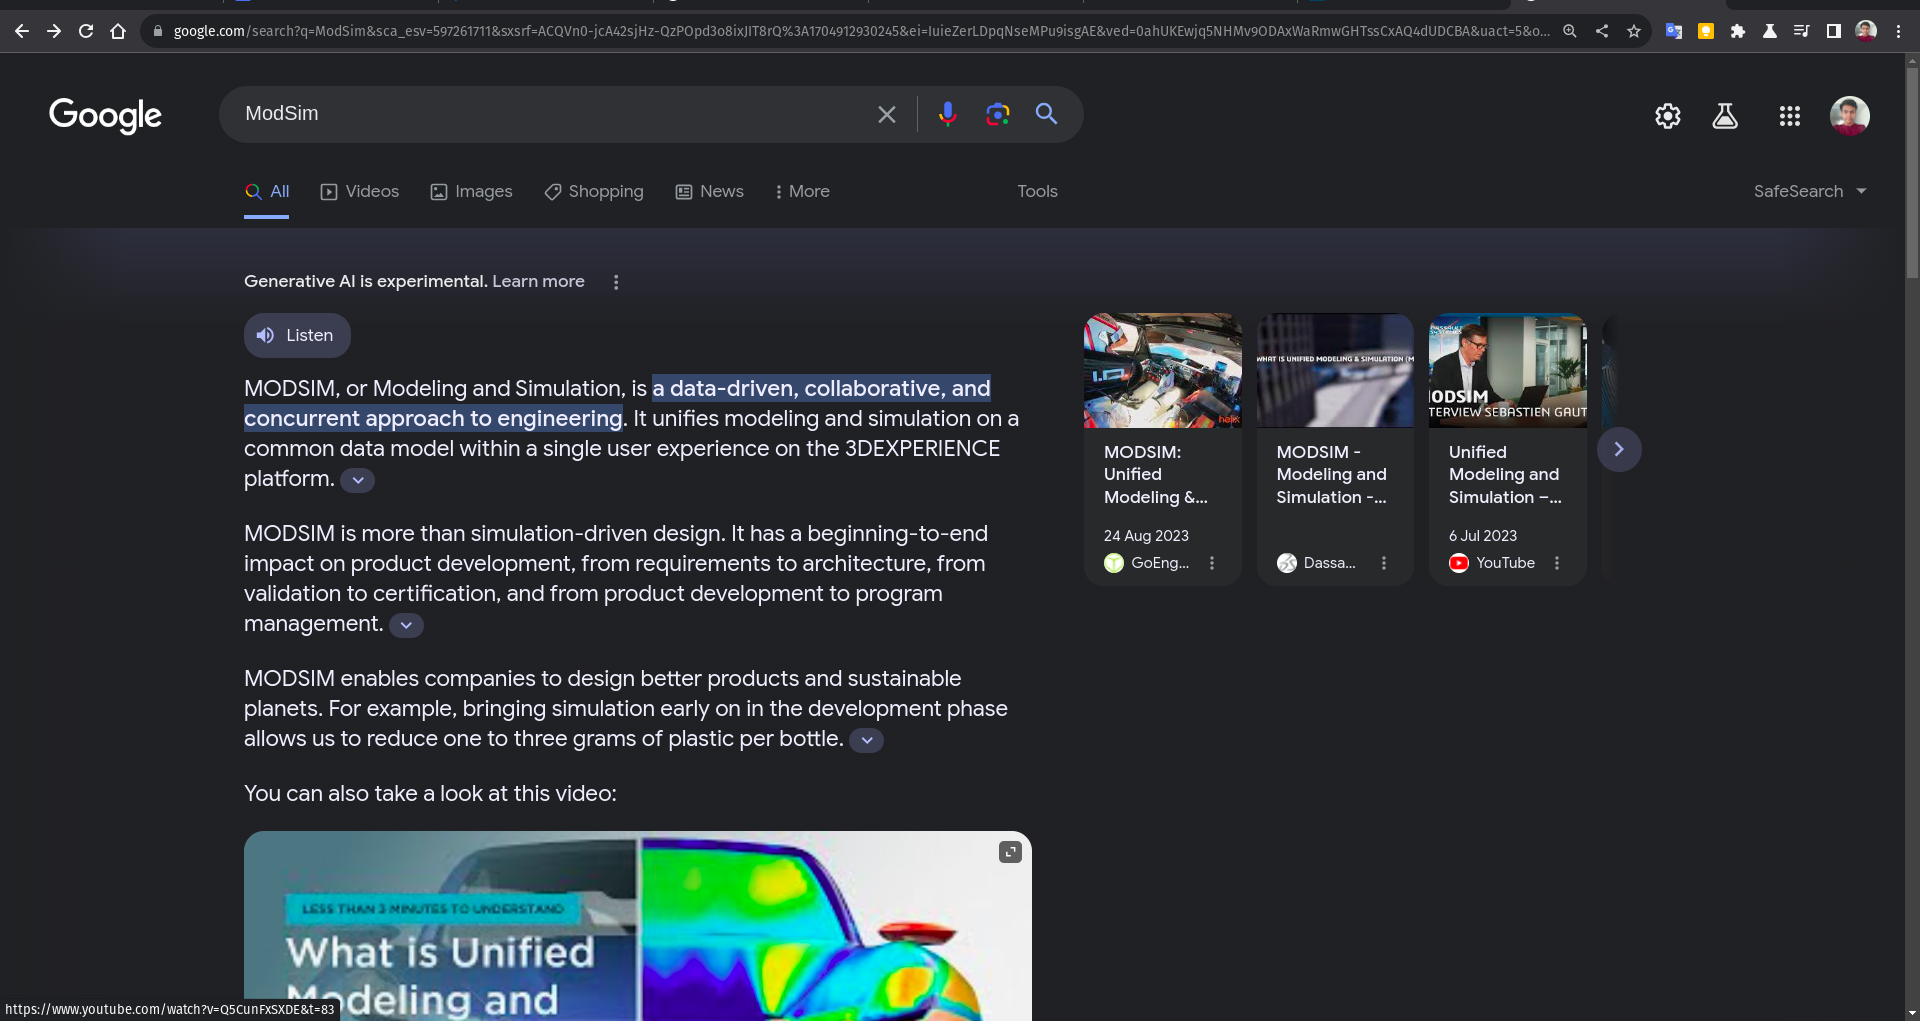 google.com/search?q=ModSim&sca_esv=597261711&sxsrf=ACQVn0-jcA42sjHz-QzPOpd3o8ixJIT8rQ%3A1704912930245&ei=IuieZerLDpqNseMPu9isgAE&ved=0ahUKEwjq5NHMv9ODAxWaRmwGHTssCxAQ4dUDCBA&uact=5&o...
Google
ModSim
All Videos Images Shopping News More Tools SafeSearch
Generative AI is experimental. Learn more
Listen
MODSIM, or Modeling and Simulation, is a data-driven, collaborative, and
concurrent approach to engineering. It unifies modeling and simulation on a
common data model within a single user experience on the 3DEXPERIENCE
platform.
MODSIM is more than simulation-driven design. It has a beginning-to-end
impact on product development, from requirements to architecture, from
validation to certification, and from product development to program
management.
MODSIM enables companies to design better products and sustainable
planets. For example, bringing simulation early on in the development phase
allows us to reduce one to three grams of plastic per bottle.
You can also take a look at this video:
LESS THAN 3 MINUTES TO UNDERSTAND
What is Unified
Modeling and
helix
MODSIM:
Unified
Modeling &...
24 Aug 2023
GoEng...
WHAT IS UNIFIED MODELING & SIMULATION (M
MODSIM -
Modeling and
Simulation -...
Dassa...
MODSIM
TERVIEW SEBASTIEN GAUT
Unified
Modeling and
Simulation –...
6 Jul 2023
YouTube
https://www.youtube.com/watch?v=Q5CunFxSXDE&t=83